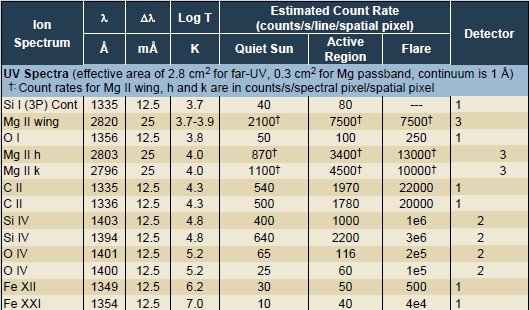 Ion Spectrum λ Δλ Log T Estimated Count Rate (counts/s/line/spatial pixel) Detector
Å mÅ K Quiet Sun Active Region Flare
UV Spectra (effective area of 2.8 cm² for far-UV, 0.3 cm² for Mg passband, continuum is 1 Å)
†: Count rates for Mg II wing, h and k are in counts/s/spectral pixel/spatial pixel
Si I (3P) Cont 1335 12.5 3.7 40 80 --- 1
Mg II wing 2820 25 3.7-3.9 2100† 7500† 7500† 3
O I 1356 12.5 3.8 50 100 250 1
Mg II h 2803 25 4.0 870† 3400† 13000† 3
Mg II k 2796 25 4.0 1100† 4500† 10000† 3
C II 1335 12.5 4.3 540 1970 22000 1
C II 1336 12.5 4.3 500 1780 20000 1
Si IV 1403 12.5 4.8 400 1000 1e6 2
Si IV 1394 12.5 4.8 640 2200 3e6 2
O IV 1401 12.5 5.2 65 116 2e5 2
O IV 1400 12.5 5.2 25 60 1e5 2
Fe XII 1349 12.5 6.2 30 50 500 1
Fe XXI 1354 12.5 7.0 10 40 4e4 1